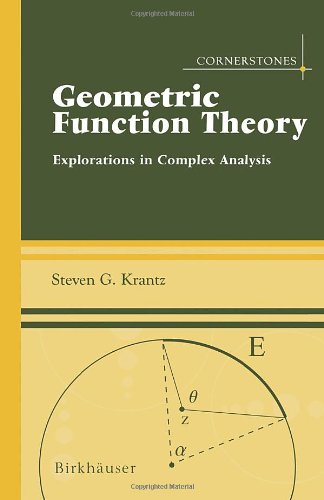 CORNERSTONES
Geometric
Function Theory
Explorations in Complex Analysis
Steven G. Krantz
E
θ
z
α
Birkhäuser